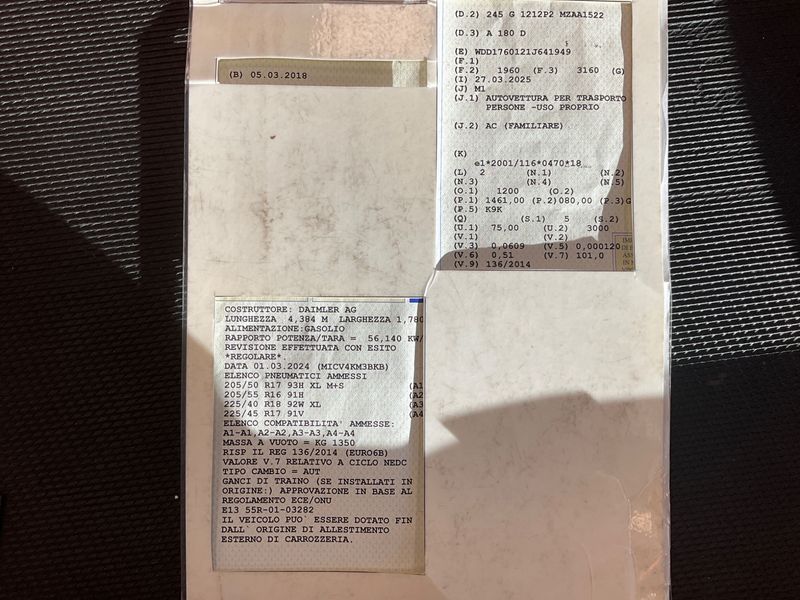 (B) 05.03.2018
(D.2) 245 G 1212P2 MZAA1522
(D.3) A 180 D
(E) WDD1760121J641949
(F.1)
(F.2) 1960 (F.3) 3160 (G)
(I) 27.03.2025
(J) M1
(J.1) AUTOVETTURA PER TRASPORTO
PERSONE -USO PROPRIO
(J.2) AC (FAMILIARE)
(K)
e1*2001/116*0470*18
(L) 2 (N.1) (N.2)
(N.3) (N.4) (N.5)
(O.1) 1200 (O.2)
(P.1) 1461,00 (P.2)080,00 (P.3)G
(P.5) K9K
(Q) (S.1) 5 (S.2)
(U.1) 75,00 (U.2) 3000
(V.1) (V.2)
(V.3) 0,0609 (V.5) 0,000120
(V.6) 0,51 (V.7) 101,0
(V.9) 136/2014
COSTRUTTORE: DAIMLER AG
LUNGHEZZA 4,384 M LARGHEZZA 1,780
ALIMENTAZIONE:GASOLIO
RAPPORTO POTENZA/TARA = 56,140 KW/
REVISIONE EFFETTUATA CON ESITO
*REGOLARE*.
DATA 01.03.2024 (MICV4KM3BKB)
ELENCO PNEUMATICI AMMESSI
205/50 R17 93H XL M+S (A1
205/55 R16 91H (A2
225/40 R18 92W XL (A3
225/45 R17 91V (A4
ELENCO COMPATIBILITA' AMMESSE:
A1-A1,A2-A2,A3-A3,A4-A4
MASSA A VUOTO = KG 1350
RISP IL REG 136/2014 (EURO6B)
VALORE V.7 RELATIVO A CICLO NEDC
TIPO CAMBIO = AUT
GANCI DI TRAINO (SE INSTALLATI IN
ORIGINE:) APPROVAZIONE IN BASE AL
REGOLAMENTO ECE/ONU
E13 55R-01-03282
IL VEICOLO PUO` ESSERE DOTATO FIN
DALL` ORIGINE DI ALLESTIMENTO
ESTERNO DI CARROZZERIA.